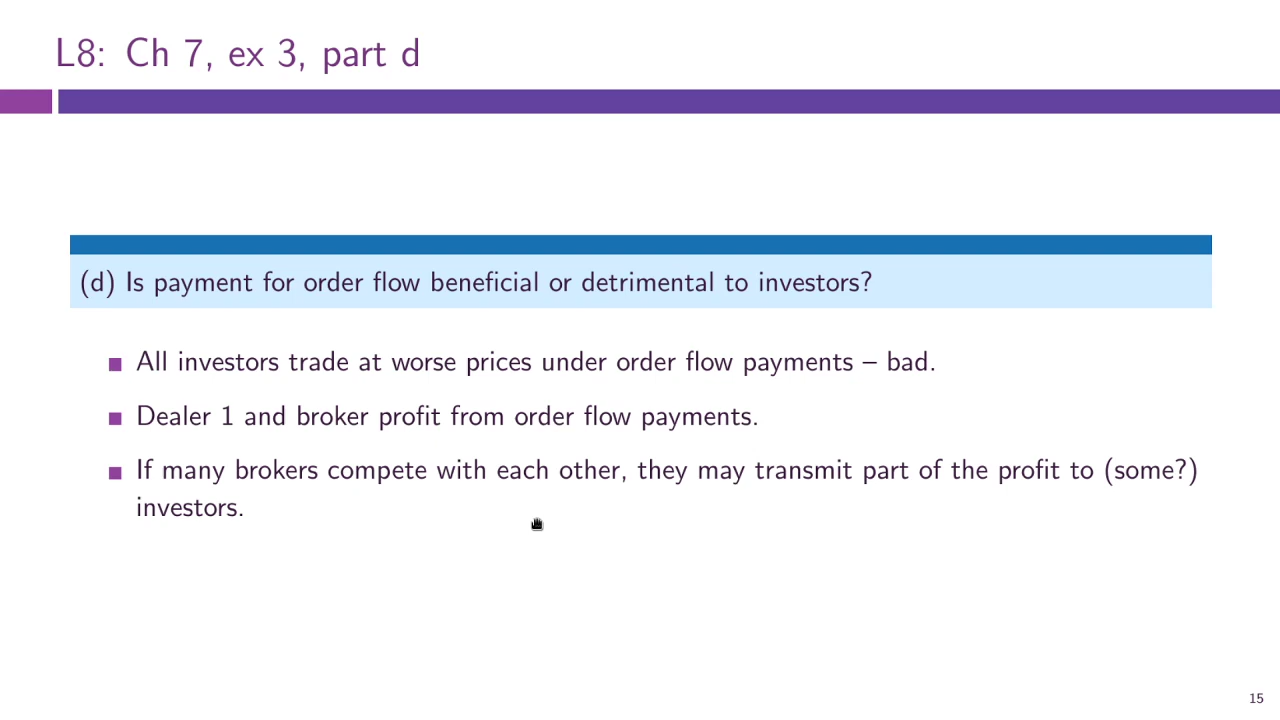 L8: Ch 7, ex 3, part d
(d) Is payment for order flow beneficial or detrimental to investors?
All investors trade at worse prices under order flow payments – bad.
Dealer 1 and broker profit from order flow payments.
If many brokers compete with each other, they may transmit part of the profit to (some?)
investors.
15